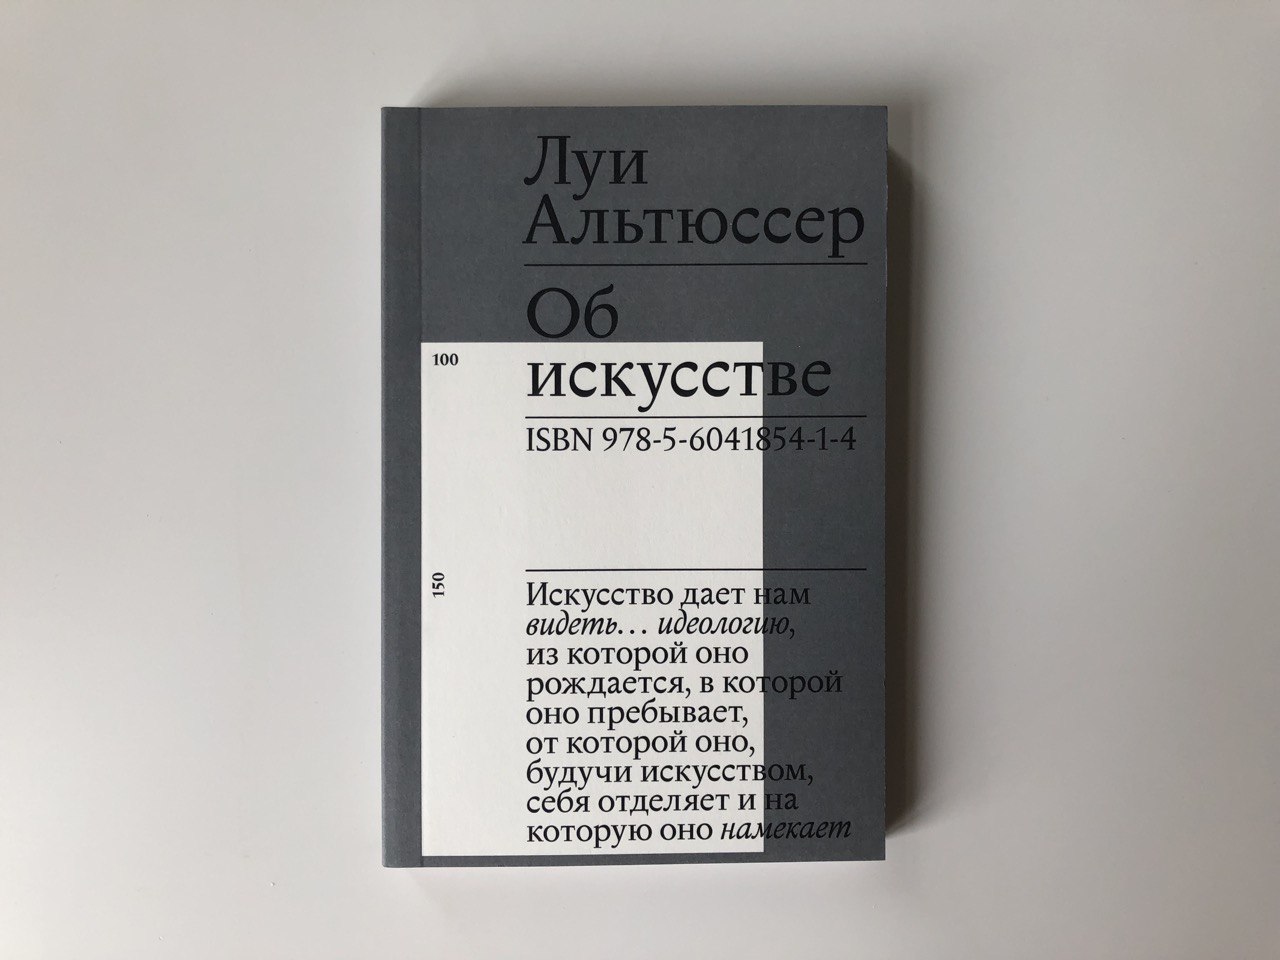 Луи
Альтюссер
Об
искусстве
ISBN 978-5-6041854-1-4
100
150
Искусство дает нам
видеть… идеологию,
из которой оно
рождается, в которой
оно пребывает,
от которой оно,
будучи искусством,
себя отделяет и на
которую оно намекает